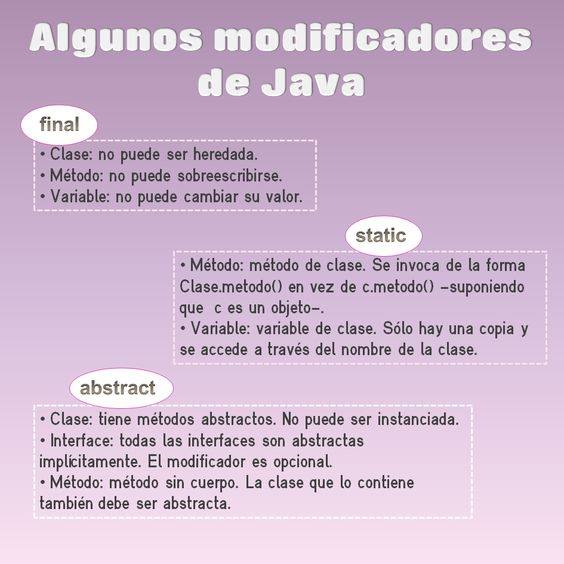 Algunos modificadores
de Java
final
• Clase: no puede ser heredada.
• Método: no puede sobreescribirse.
• Variable: no puede cambiar su valor.
static
• Método: método de clase. Se invoca de la forma
Clase.metodo() en vez de c.metodo() -suponiendo
que c es un objeto-.
• Variable: variable de clase. Sólo hay una copia y
se accede a través del nombre de la clase.
abstract
• Clase: tiene métodos abstractos. No puede ser instanciada.
• Interface: todas las interfaces son abstractas
implícitamente. El modificador es opcional.
• Método: método sin cuerpo. La clase que lo contiene
también debe ser abstracta.